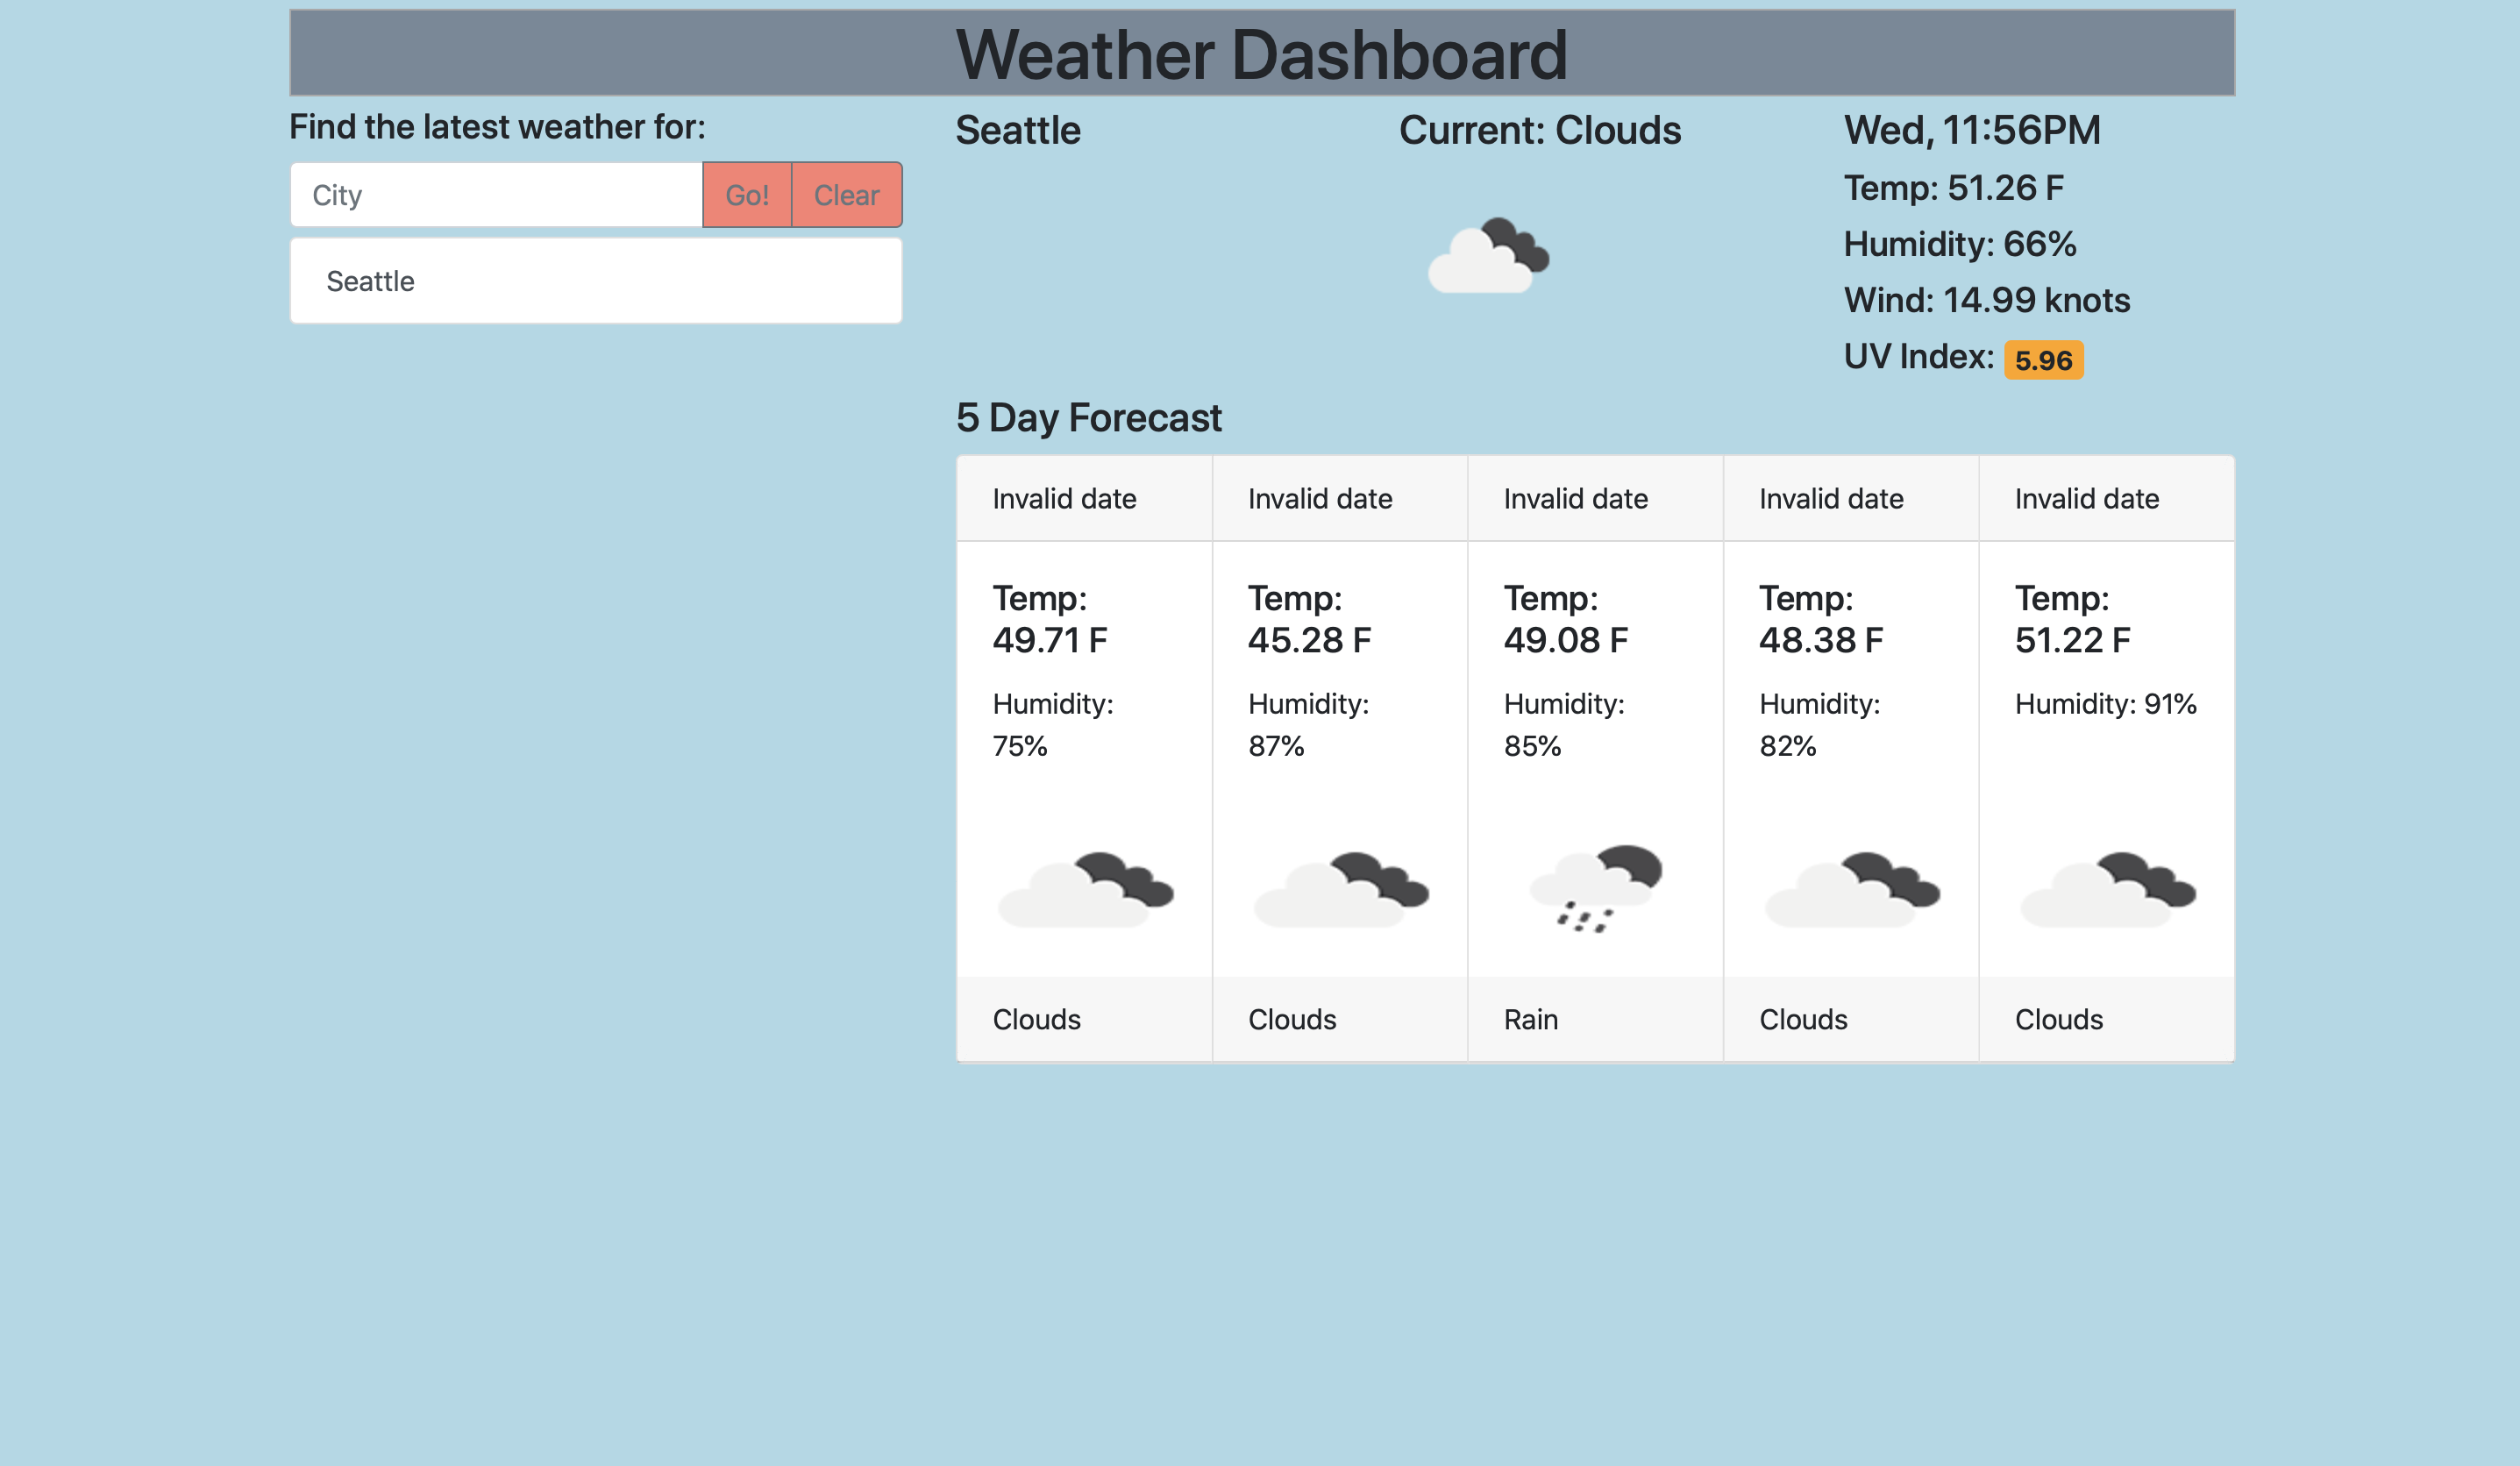 Weather Dashboard
Find the latest weather for:
City
Go!
Clear
Seattle
Seattle
Current: Clouds
Wed, 11:56PM
Temp: 51.26 F
Humidity: 66%
Wind: 14.99 knots
UV Index: 5.96
5 Day Forecast
Invalid date
Temp:
49.71 F
Humidity:
75%
Clouds
Invalid date
Temp:
45.28 F
Humidity:
87%
Clouds
Invalid date
Temp:
49.08 F
Humidity:
85%
Rain
Invalid date
Temp:
48.38 F
Humidity:
82%
Clouds
Invalid date
Temp:
51.22 F
Humidity: 91%
Clouds